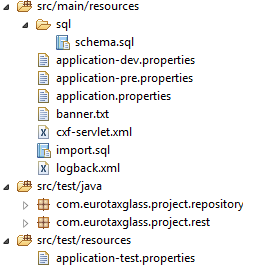 src/main/resources
sql
schema.sql
application-dev.properties
application-pre.properties
application.properties
banner.txt
cxf-servlet.xml
import.sql
logback.xml
src/test/java
com.eurotaxglass.project.repository
com.eurotaxglass.project.rest
src/test/resources
application-test.properties